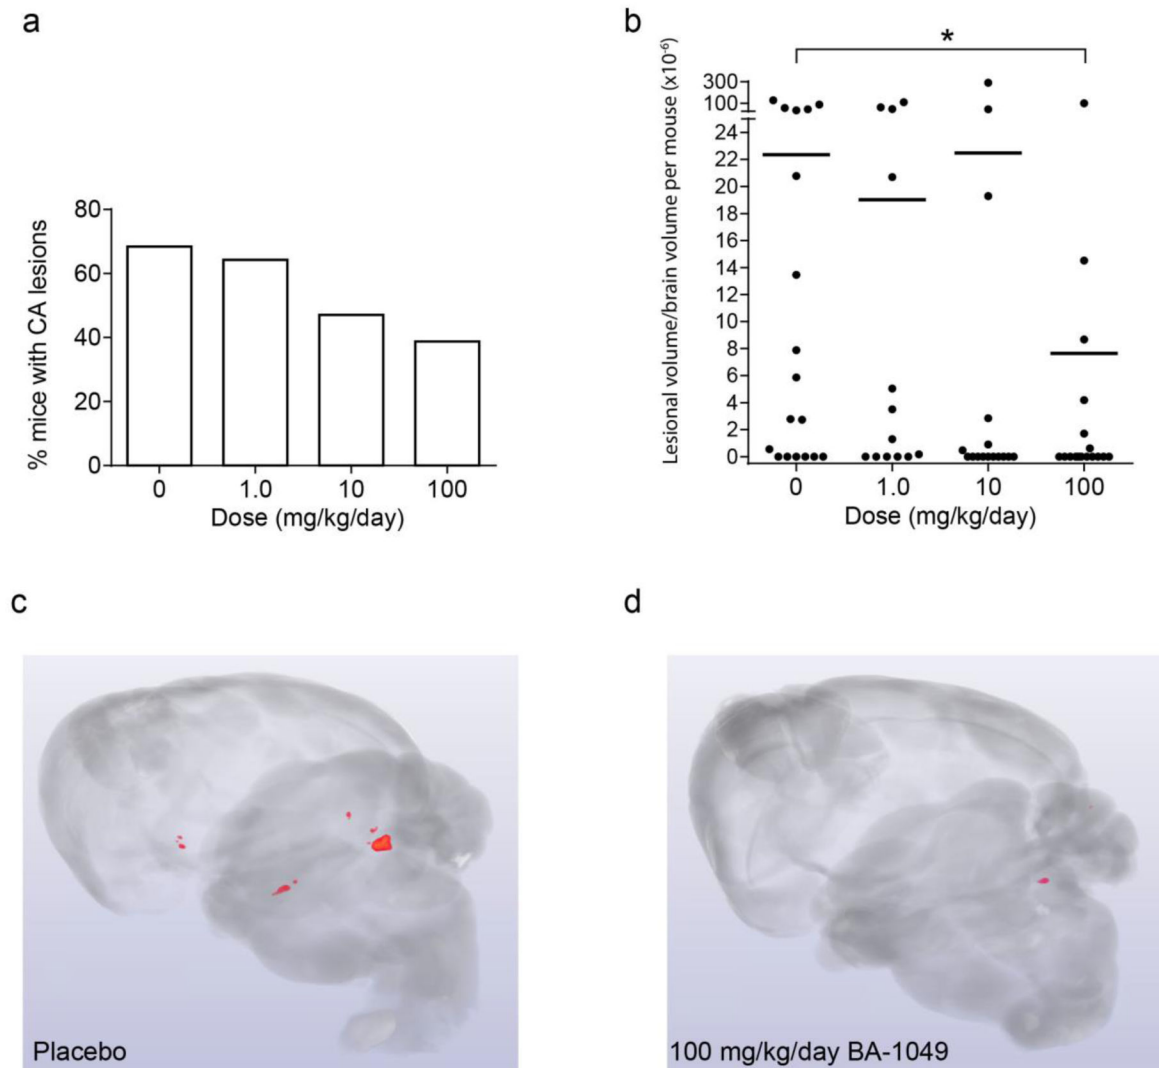 a
% mice with CA lesions
80
60
40
20
0
0 1.0 10 100
Dose (mg/kg/day)
b
*
Lesional volume/brain volume per mouse (x10⁻⁶)
300
100
24
22
20
18
16
14
12
10
8
6
4
2
0
0 1.0 10 100
Dose (mg/kg/day)
c
Placebo
d
100 mg/kg/day BA-1049